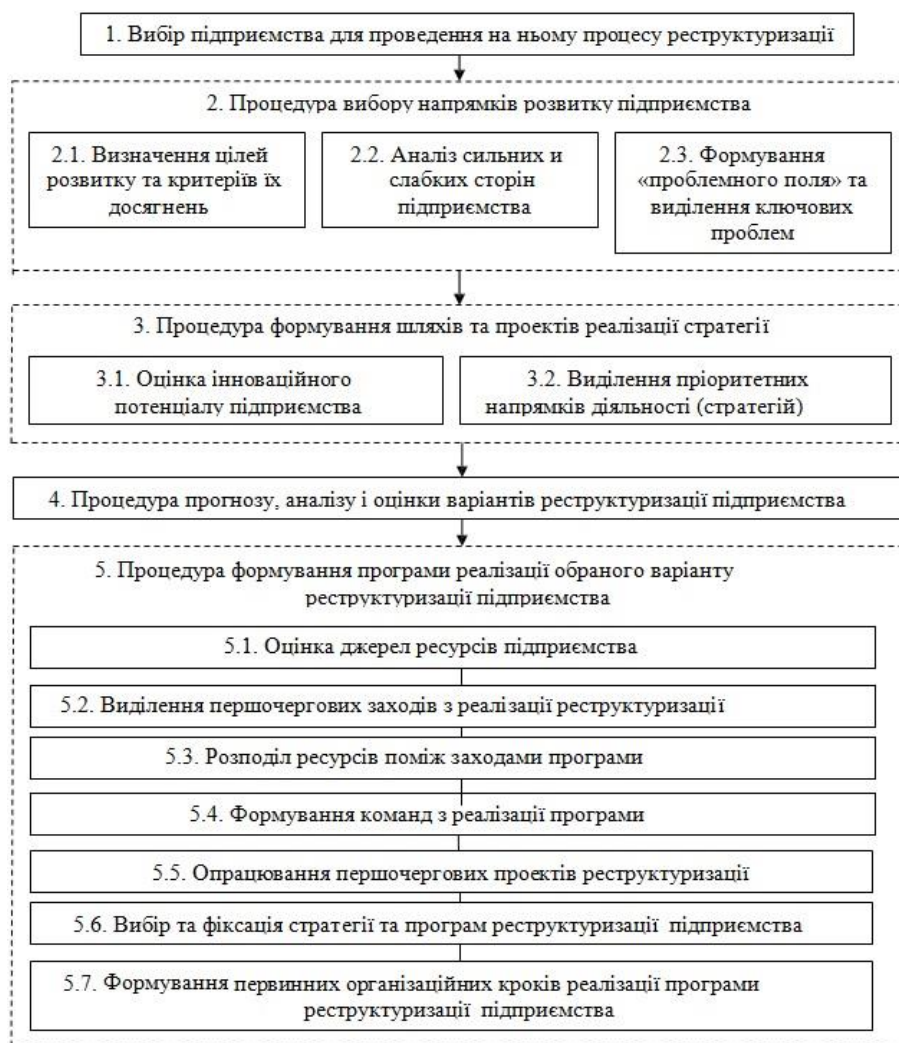 1. Вибір підприємства для проведення на ньому процесу реструктуризації
2. Процедура вибору напрямків розвитку підприємства
2.1. Визначення цілей
розвитку та критеріїв їх
досягнень
2.2. Аналіз сильних и
слабких сторін
підприємства
2.3. Формування
«проблемного поля» та
виділення ключових
проблем
3. Процедура формування шляхів та проектів реалізації стратегії
3.1. Оцінка інноваційного
потенціалу підприємства
3.2. Виділення пріоритетних
напрямків діяльності (стратегій)
4. Процедура прогнозу, аналізу і оцінки варіантів реструктуризації підприємства
5. Процедура формування програми реалізації обраного варіанту
реструктуризації підприємства
5.1. Оцінка джерел ресурсів підприємства
5.2. Виділення першочергових заходів з реалізації реструктуризації
5.3. Розподіл ресурсів поміж заходами програми
5.4. Формування команд з реалізації програми
5.5. Опрацювання першочергових проектів реструктуризації
5.6. Вибір та фіксація стратегії та програм реструктуризації підприємства
5.7. Формування первинних організаційних кроків реалізації програми
реструктуризації підприємства